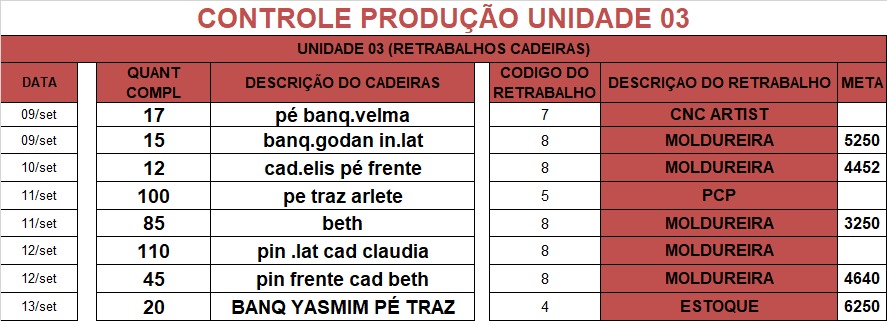 CONTROLE PRODUÇÃO UNIDADE 03
UNIDADE 03 (RETRABALHOS CADEIRAS)
DATA QUANT COMPL DESCRIÇÃO DO CADEIRAS CODIGO DO RETRABALHO DESCRIÇAO DO RETRABALHO META
09/set 17 pé banq.velma 7 CNC ARTIST
09/set 15 banq.godan in.lat 8 MOLDUREIRA 5250
10/set 12 cad.elis pé frente 8 MOLDUREIRA 4452
11/set 100 pe traz arlete 5 PCP
11/set 85 beth 8 MOLDUREIRA 3250
12/set 110 pin .lat cad claudia 8 MOLDUREIRA
12/set 45 pin frente cad beth 8 MOLDUREIRA 4640
13/set 20 BANQ YASMIM PÉ TRAZ 4 ESTOQUE 6250